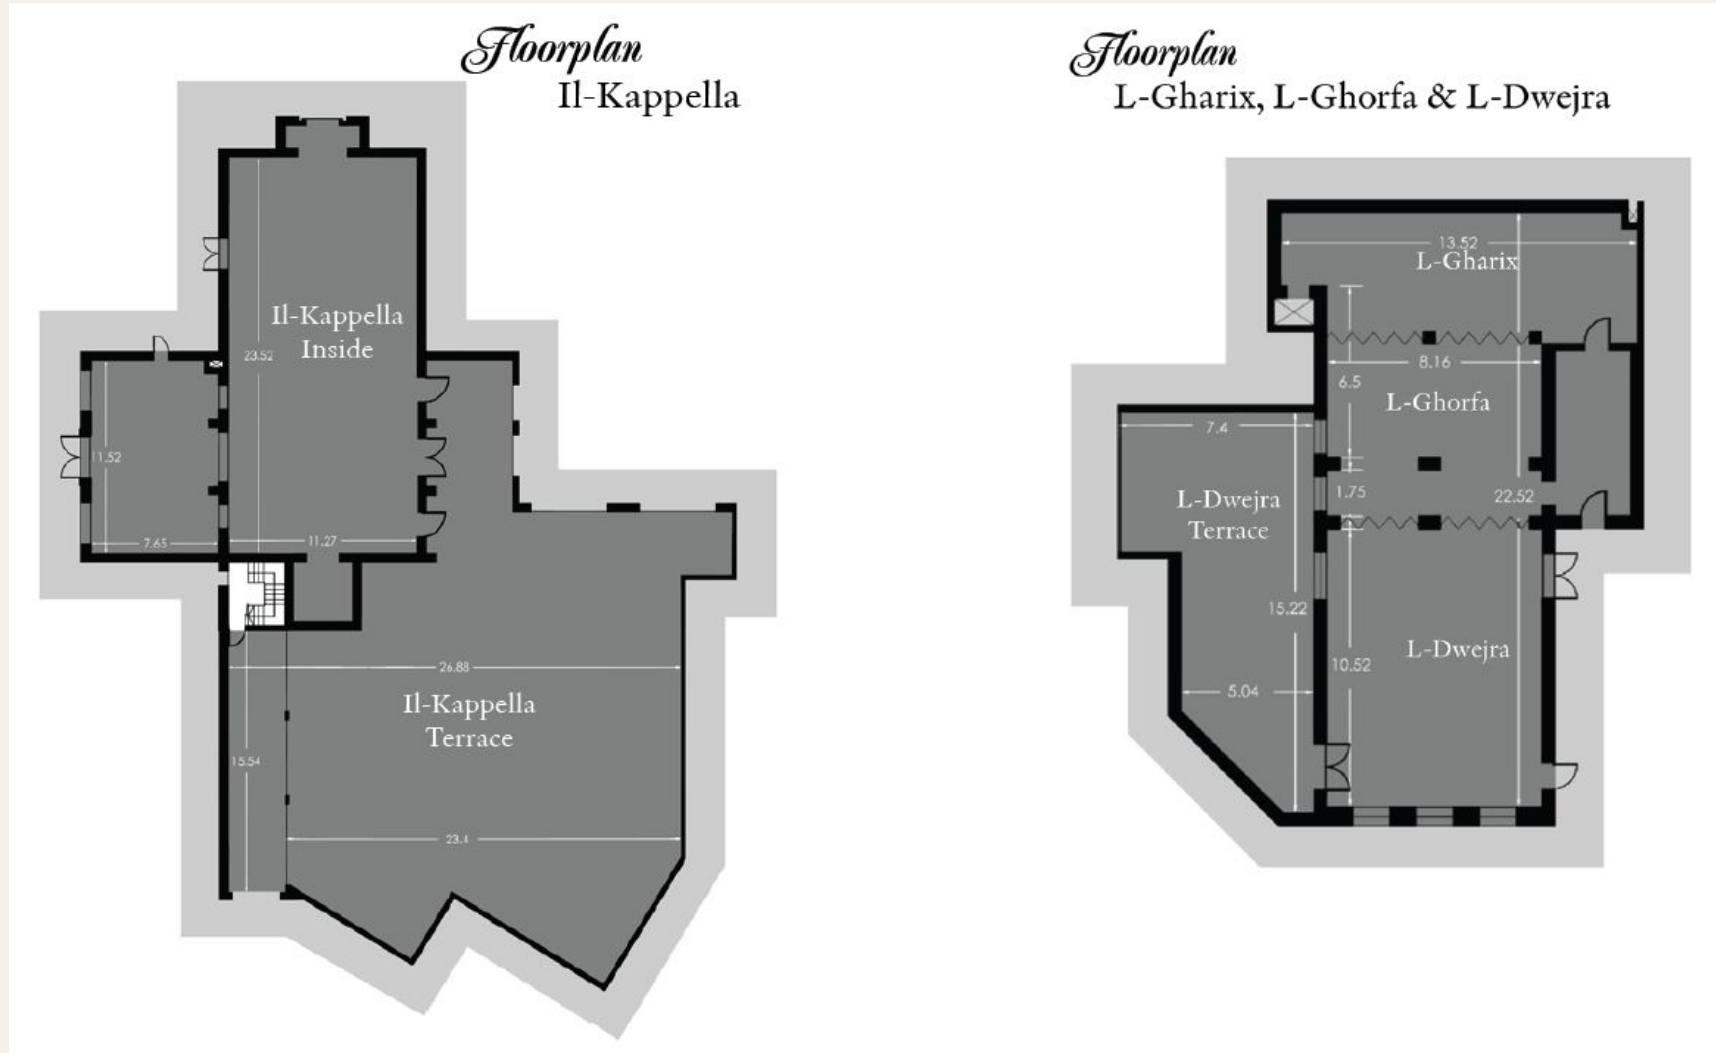 Floorplan
Il-Kappella
Il-Kappella
Inside
23.52
11.52
7.65
11.27
26.88
Il-Kappella
Terrace
15.54
23.4
Floorplan
L-Gharix, L-Ghorfa & L-Dwejra
13.52
L-Gharix
8.16
6.5
L-Ghorfa
7.4
1.75
22.52
L-Dwejra
Terrace
15.22
L-Dwejra
10.52
5.04